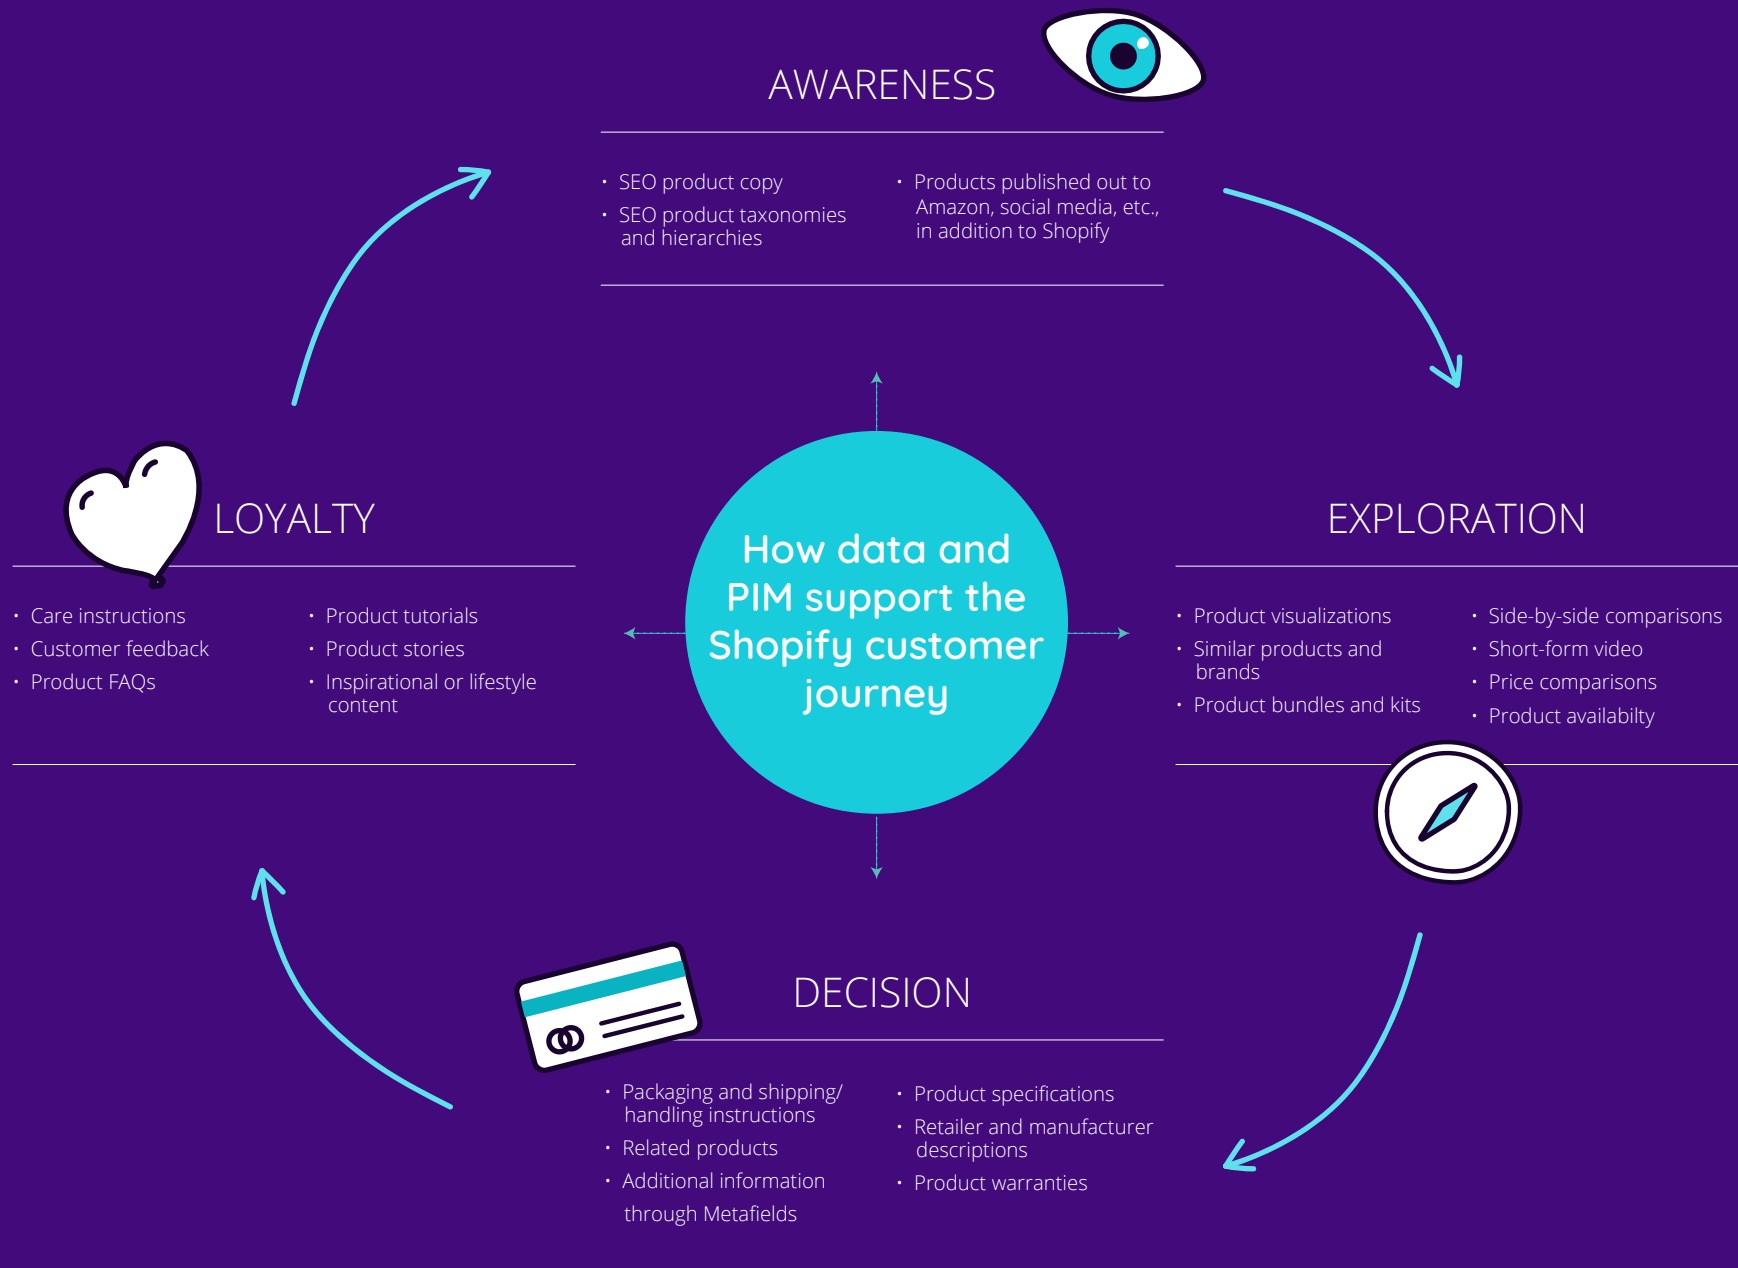 AWARENESS
• SEO product copy
• SEO product taxonomies
and hierarchies
• Products published out to
Amazon, social media, etc.,
in addition to Shopify
LOYALTY
• Care instructions
• Customer feedback
• Product FAQs
• Product tutorials
• Product stories
• Inspirational or lifestyle
content
How data and
PIM support the
Shopify customer
journey
EXPLORATION
• Product visualizations
• Similar products and
brands
• Product bundles and kits
• Side-by-side comparisons
• Short-form video
• Price comparisons
• Product availabilty
DECISION
• Packaging and shipping/
handling instructions
• Related products
• Additional information
through Metafields
• Product specifications
• Retailer and manufacturer
descriptions
• Product warranties